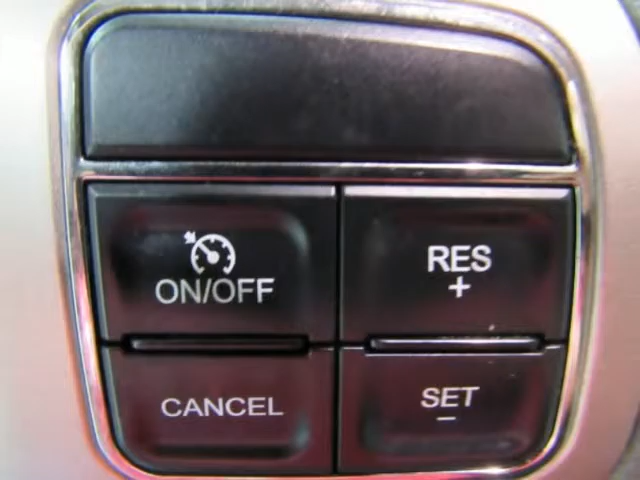 ON/OFF
RES
+
CANCEL
SET
–